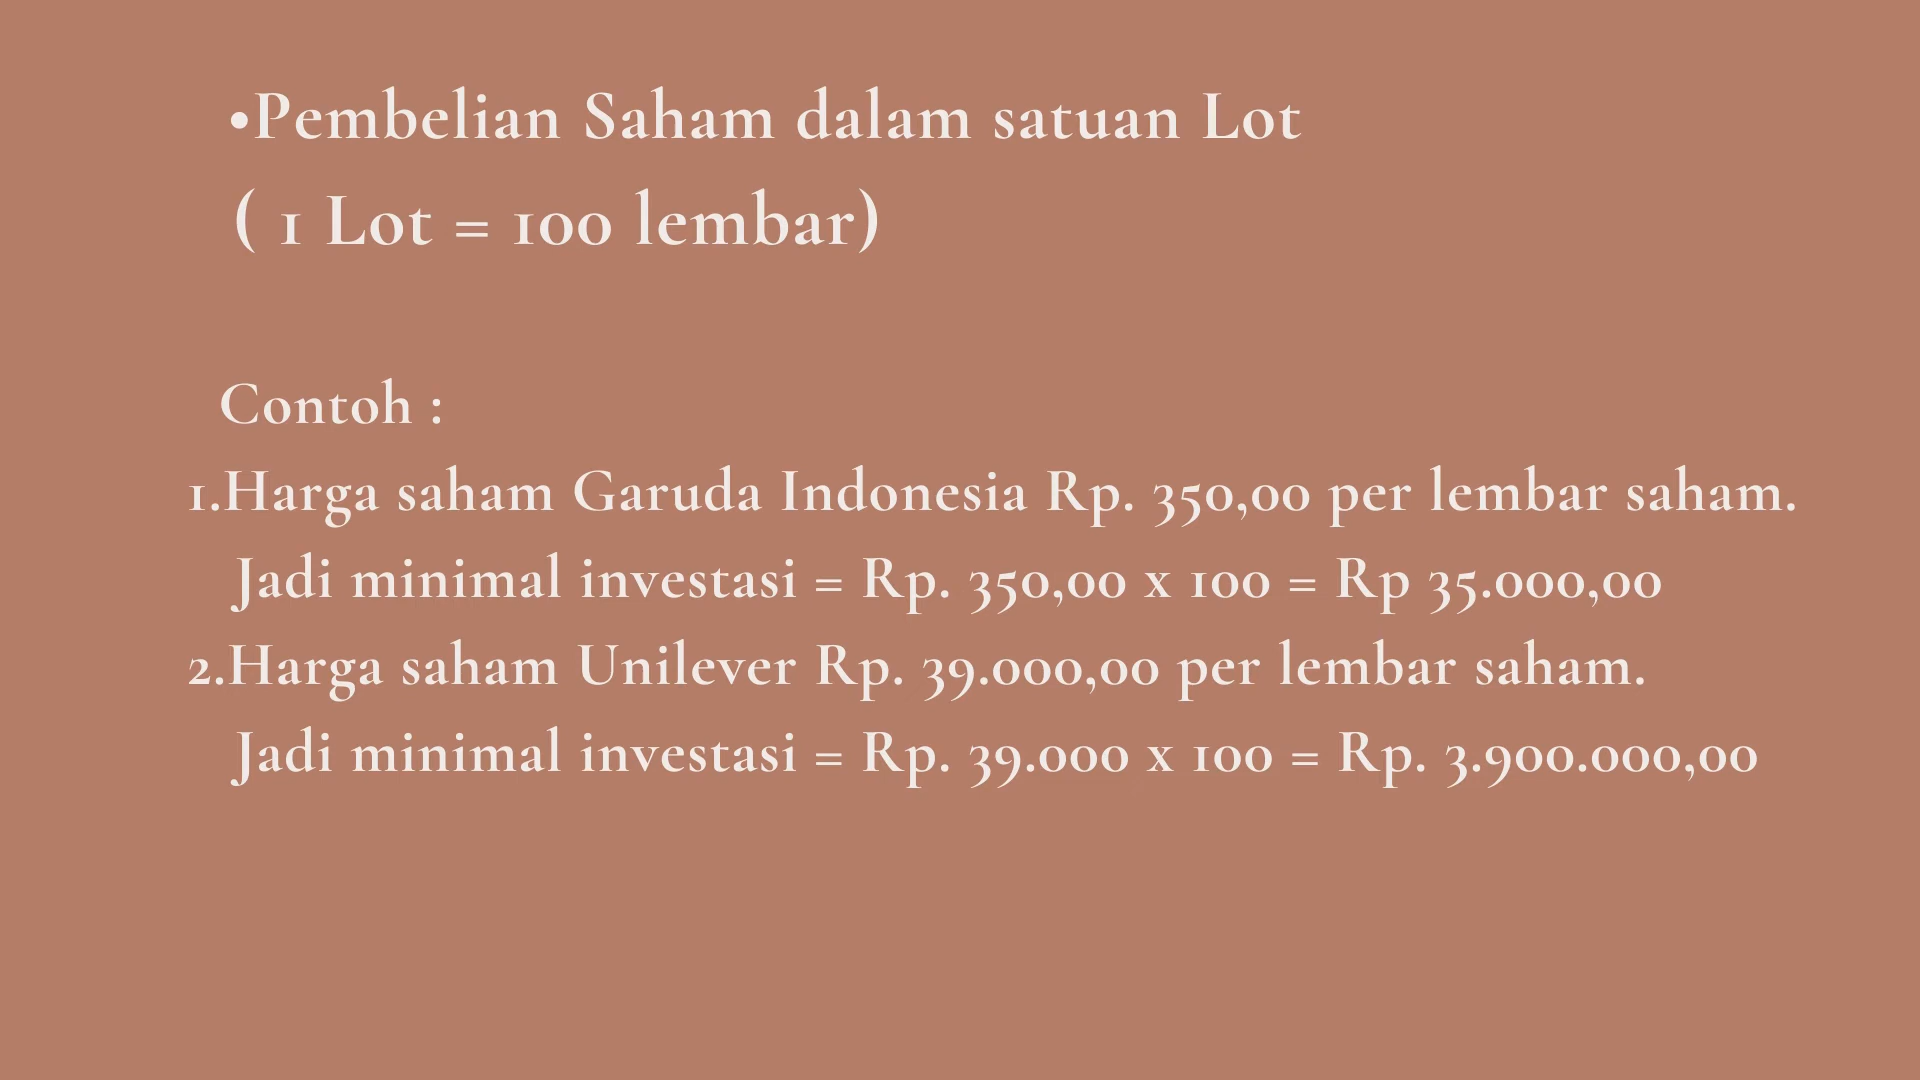 •Pembelian Saham dalam satuan Lot
( 1 Lot = 100 lembar)
Contoh :
1.Harga saham Garuda Indonesia Rp. 350,00 per lembar saham.
Jadi minimal investasi = Rp. 350,00 x 100 = Rp 35.000,00
2.Harga saham Unilever Rp. 39.000,00 per lembar saham.
Jadi minimal investasi = Rp. 39.000 x 100 = Rp. 3.900.000,00